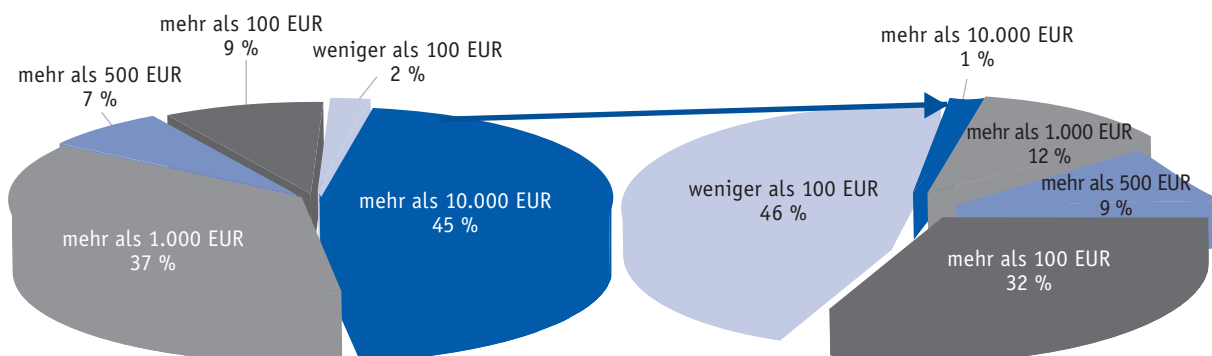 mehr als 100 EUR
9 %
weniger als 100 EUR
2 %
mehr als 500 EUR
7 %
mehr als 10.000 EUR
45 %
mehr als 1.000 EUR
37 %
mehr als 10.000 EUR
1 %
mehr als 1.000 EUR
12 %
weniger als 100 EUR
46 %
mehr als 500 EUR
9 %
mehr als 100 EUR
32 %